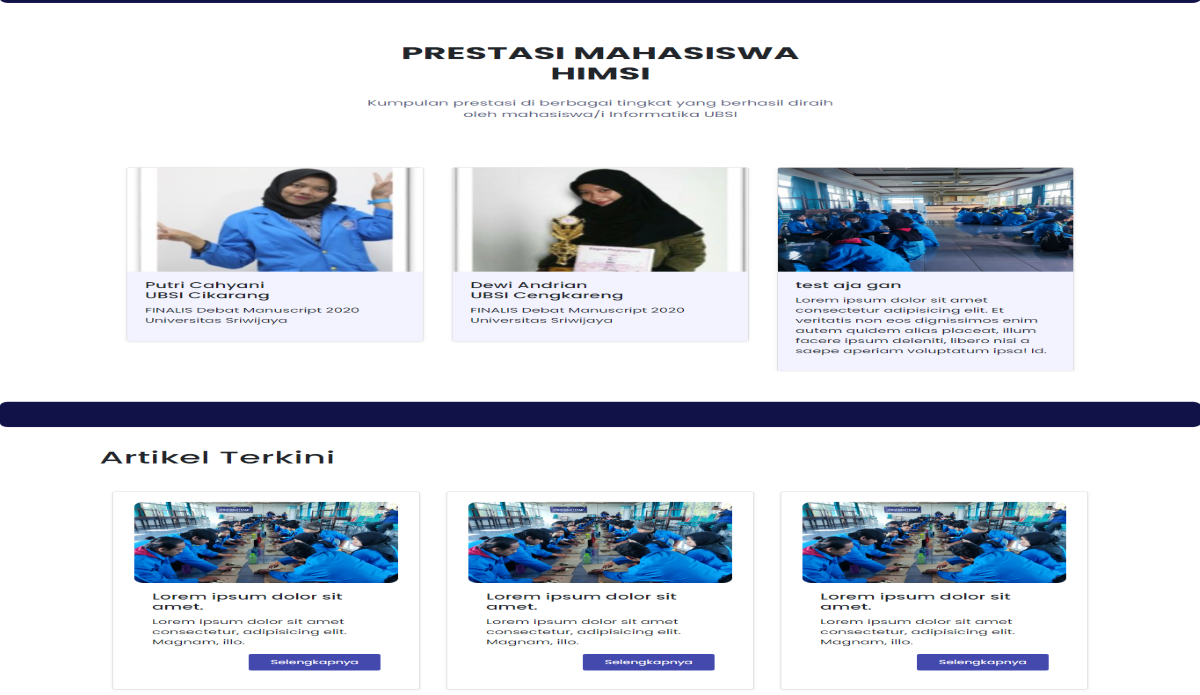 PRESTASI MAHASISWA
HIMSI
Kumpulan prestasi di berbagai tingkat yang berhasil diraih
oleh mahasiswa/i Informatika UBSI
Putri Cahyani
UBSI Cikarang
FINALIS Debat Manuscript 2020
Universitas Sriwijaya
Dewi Andrian
UBSI Cengkareng
FINALIS Debat Manuscript 2020
Universitas Sriwijaya
test aja gan
Lorem ipsum dolor sit amet
consectetur adipisicing elit. Et
veritatis non eos dignissimos enim
autem quidem alias placeat, illum
facere ipsum deleniti, libero nisi a
saepe aperiam voluptatum ipsa! Id.
Artikel Terkini
Lorem ipsum dolor sit
amet.
Lorem ipsum dolor sit amet
consectetur, adipisicing elit.
Magnam, illo.
Selengkapnya
Lorem ipsum dolor sit
amet.
Lorem ipsum dolor sit amet
consectetur, adipisicing elit.
Magnam, illo.
Selengkapnya
Lorem ipsum dolor sit
amet.
Lorem ipsum dolor sit amet
consectetur, adipisicing elit.
Magnam, illo.
Selengkapnya